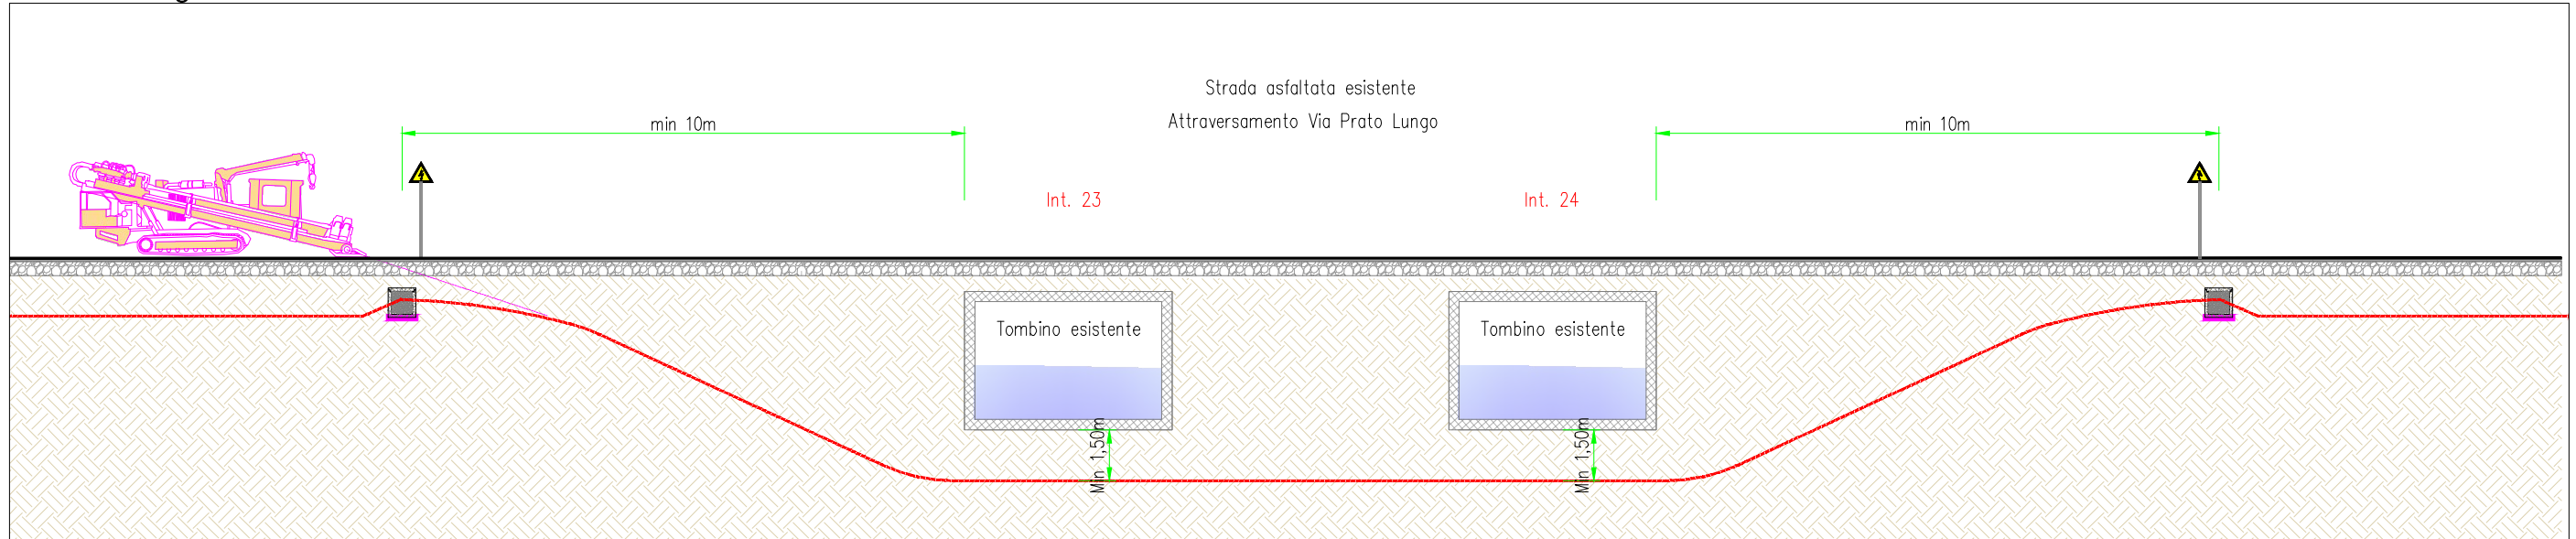 Strada asfaltata esistente
min 10m
Attraversamento Via Prato Lungo
min 10m
Int. 23
Int. 24
Tombino esistente
Tombino esistente
Min 1,50m
Min 1,50m